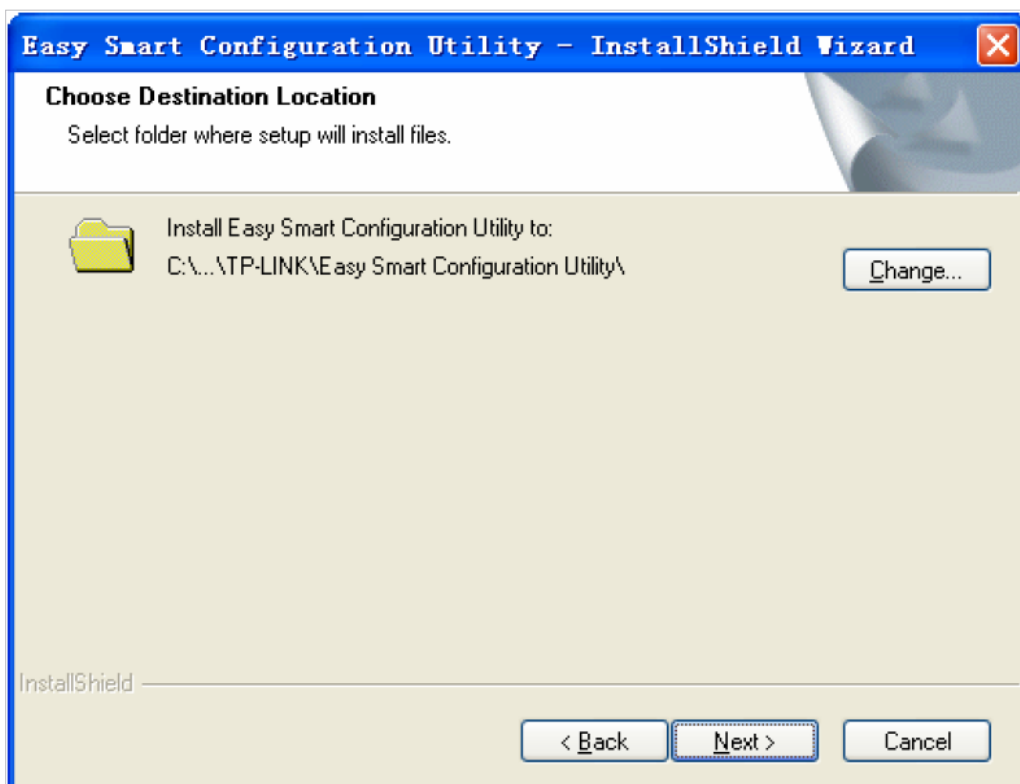 Easy Smart Configuration Utility - InstallShield Wizard
Choose Destination Location
Select folder where setup will install files.
Install Easy Smart Configuration Utility to:
C:\...\TP-LINK\Easy Smart Configuration Utility\
Change...
InstallShield
< Back
Next >
Cancel